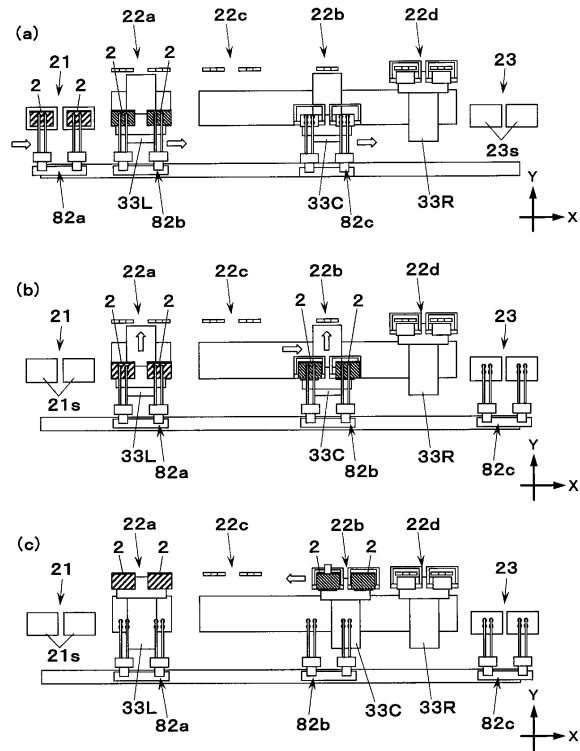 (a)
22a 22c 22b 22d
21 2 2 2 2 23
23s
82a 33L 82b 33C 82c 33R
Y
X
(b)
22a 22c 22b 22d
21 2 2 2 2 23
21s
33L 82a 33C 82b 33R 82c
Y
X
(c)
22a 22c 22b 22d
21 2 2 2 2 23
21s
33L 82a 82b 33C 33R 82c
Y
X